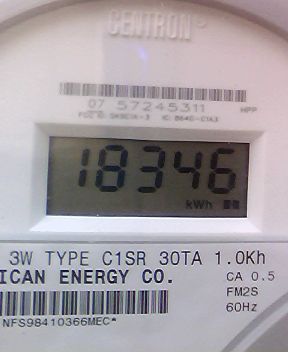 CENTRON
07 57245311 HPP
18346
kWh
3W TYPE C1SR 30TA 1.0Kh
ICAN ENERGY CO. CA 0.5
FM2S
NFS98410366MEC* 60Hz